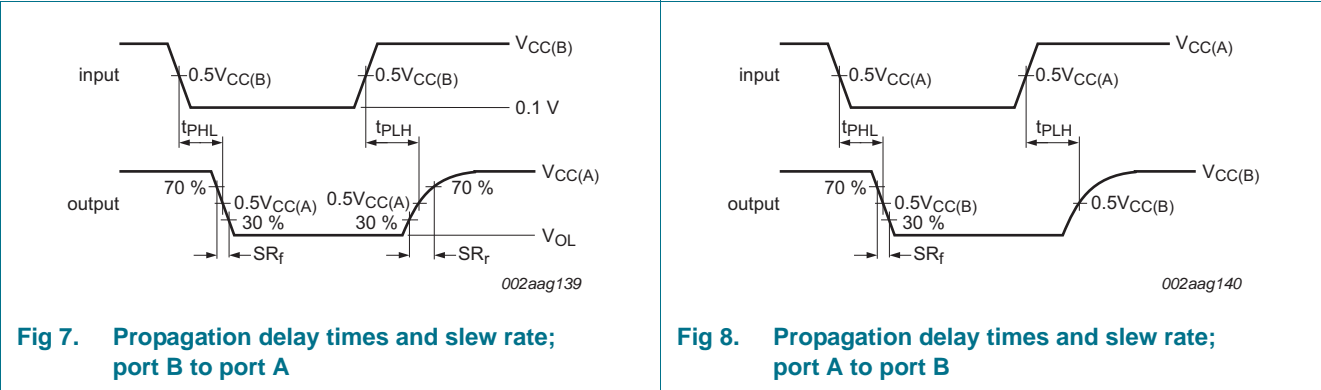 VCC(B)
input
0.5VCC(B)
0.5VCC(B)
0.1 V
tPHL
tPLH
VCC(A)
70 %
70 %
output
0.5VCC(A)
0.5VCC(A)
30 %
30 %
VOL
SRf
SRr
002aag139
Fig 7. Propagation delay times and slew rate;
port B to port A
VCC(A)
input
0.5VCC(A)
0.5VCC(A)
tPHL
tPLH
VCC(B)
70 %
output
0.5VCC(B)
0.5VCC(B)
30 %
SRf
002aag140
Fig 8. Propagation delay times and slew rate;
port A to port B